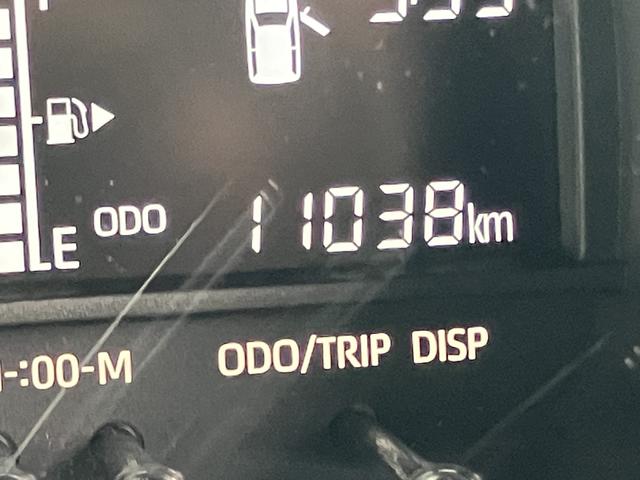 ODO 11038km
E
ODO/TRIP DISP
-:00-M